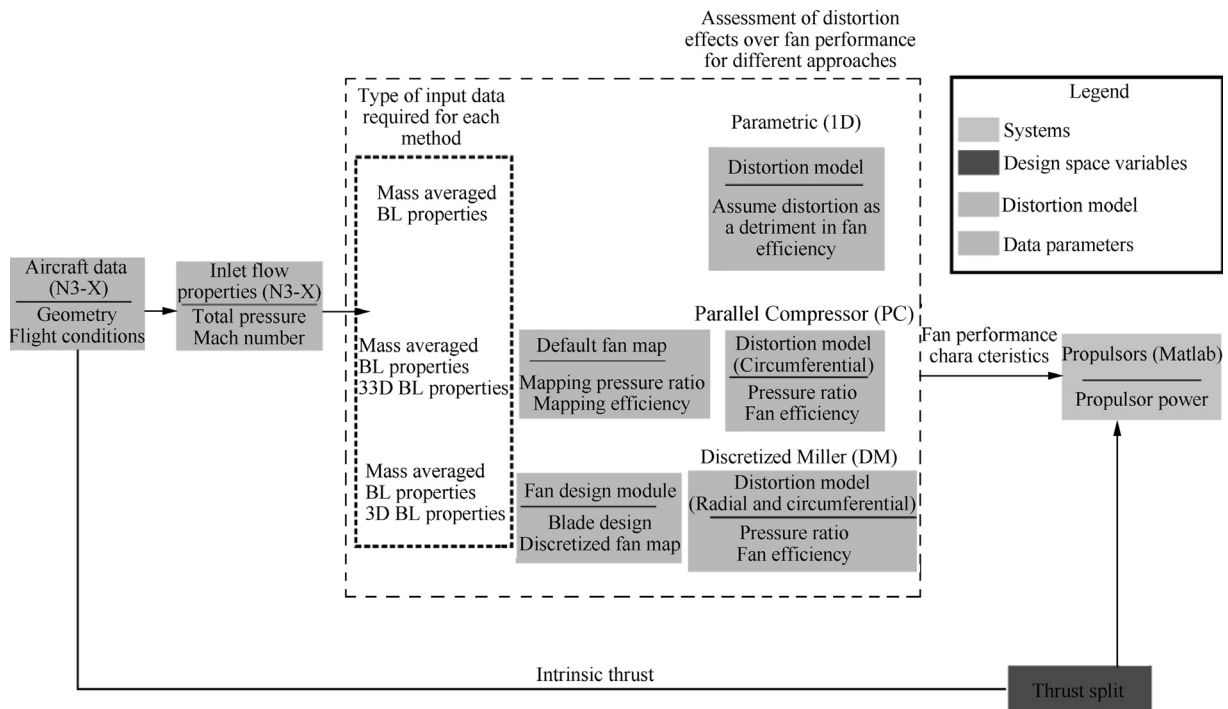 Assessment of distortion
effects over fan performance
for different approaches
Type of input data
required for each
method
Legend
Systems
Design space variables
Distortion model
Data parameters
Parametric (1D)
Distortion model
Assume distortion as
a detriment in fan
efficiency
Mass averaged
BL properties
Aircraft data
(N3-X)
Geometry
Flight conditions
Inlet flow
properties (N3-X)
Total pressure
Mach number
Mass averaged
BL properties
33D BL properties
Default fan map
Mapping pressure ratio
Mapping efficiency
Parallel Compressor (PC)
Distortion model
(Circumferential)
Pressure ratio
Fan efficiency
Fan performance
chara cteristics
Propulsors (Matlab)
Propulsor power
Mass averaged
BL properties
3D BL properties
Fan design module
Blade design
Discretized fan map
Discretized Miller (DM)
Distortion model
(Radial and circumferential)
Pressure ratio
Fan efficiency
Intrinsic thrust
Thrust split